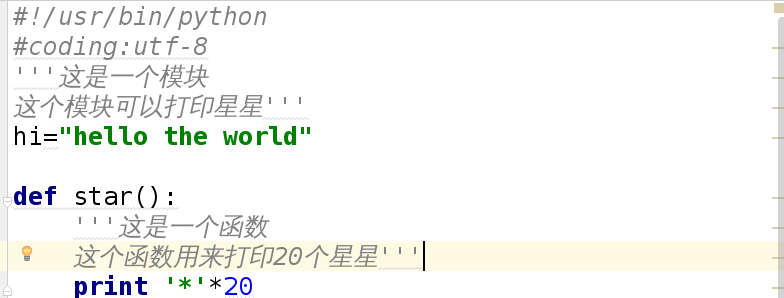 #!/usr/bin/python
#coding:utf-8
'''这是一个模块
这个模块可以打印星星'''
hi="hello the world"
def star():
'''这是一个函数
这个函数用来打印20个星星'''
print '*'*20